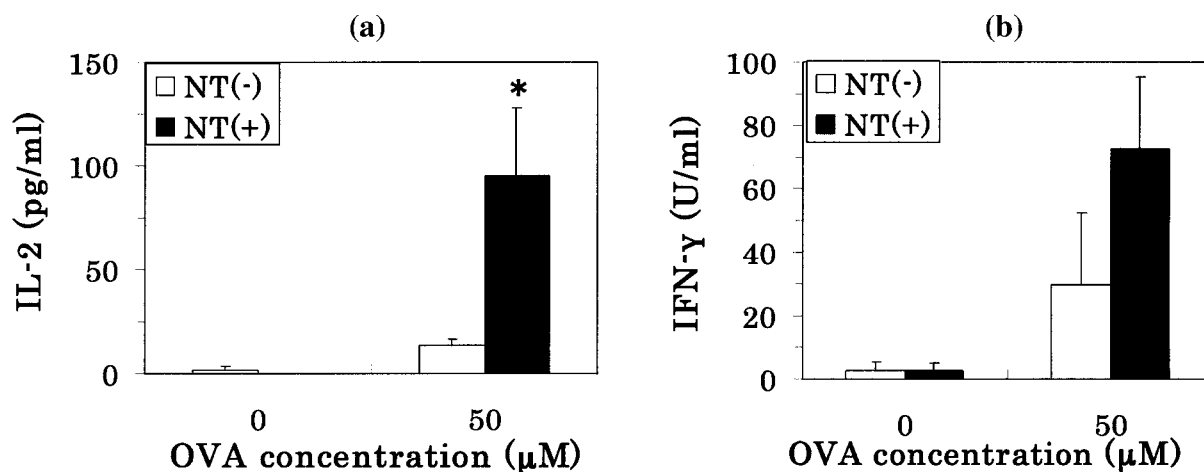 (a)
150
100
50
0
IL-2 (pg/ml)
NT(-)
NT(+)
*
0 50
OVA concentration (μM)
(b)
100
80
60
40
20
0
IFN-γ (U/ml)
NT(-)
NT(+)
0 50
OVA concentration (μM)